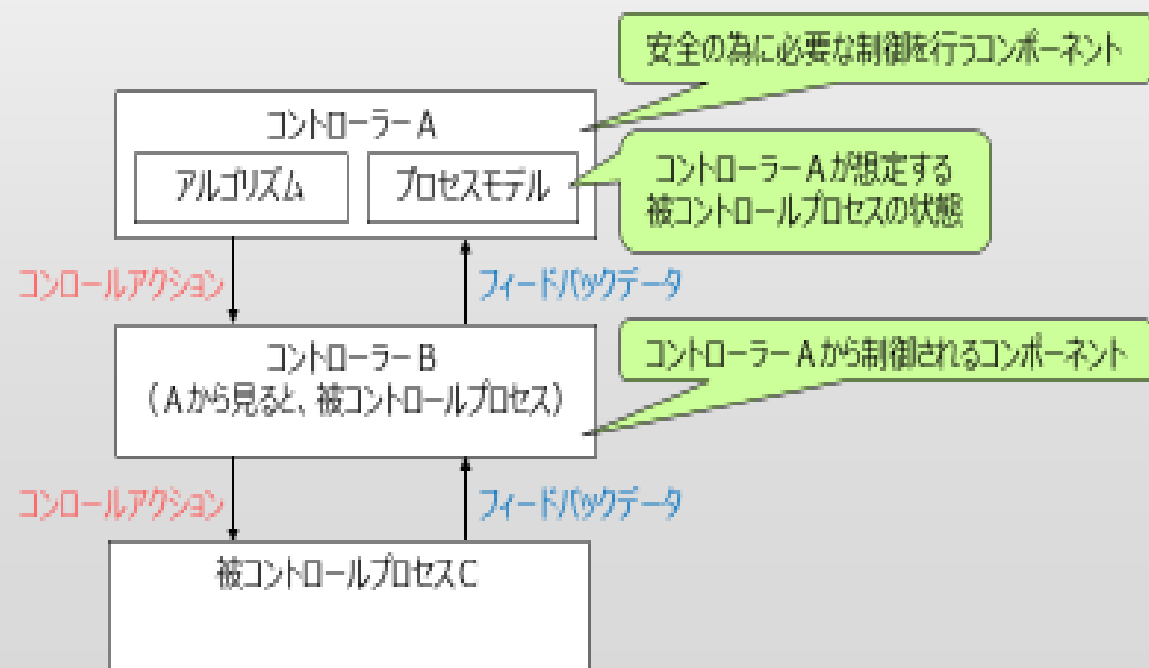 安全の為に必要な制御を行うコンポーネント
コントローラー A
アルゴリズム
プロセスモデル
コントローラー A が想定する
被コントロールプロセスの状態
コンロールアクション
フィードバックデータ
コントローラー B
（A から見ると、被コントロールプロセス）
コントローラー A から制御されるコンポーネント
コンロールアクション
フィードバックデータ
被コントロールプロセス C